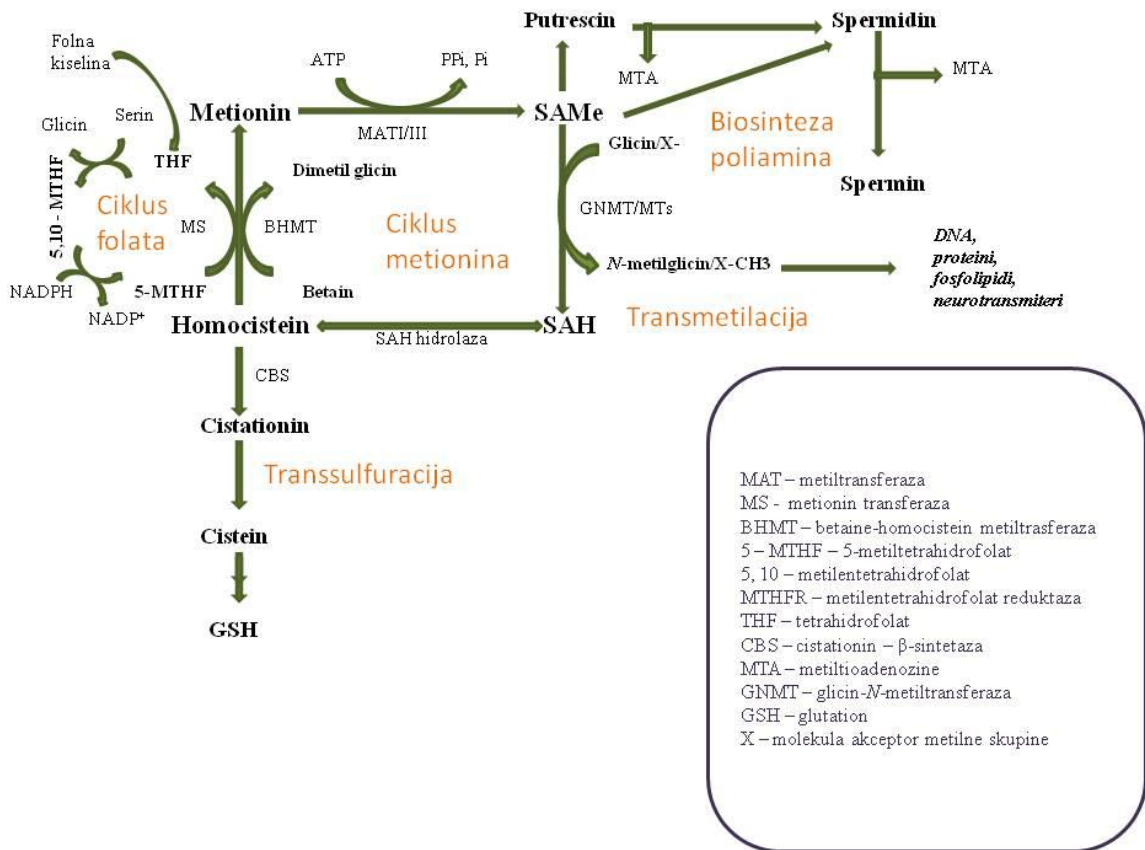 Putrescin
Spermidin
Folna
kiselina
ATP
PPi, Pi
MTA
MTA
Metionin
SAMe
MATI/III
Serin
Glicin
THF
Glicin/X-
Biosinteza
poliamina
Dimetil glicin
Spermin
5,10 - MTHF
Ciklus
folata
MS
BHMT
Ciklus
metionina
GNMT/MTs
DNA,
proteini,
fosfolipidi,
neurotransmiteri
N-metilglicin/X-CH3
NADPH
5-MTHF
Betain
NADP+
Homocistein
SAH
Transmetilacija
SAH hidrolaza
CBS
Cistationin
Transsulfuracija
Cistein
GSH
MAT – metiltransferaza
MS - metionin transferaza
BHMT – betaine-homocistein metiltrasferaza
5 – MTHF – 5-metiltetrahidrofolat
5, 10 – metilentetrahidrofolat
MTHFR – metilentetrahidrofolat reduktaza
THF – tetrahidrofolat
CBS – cistationin – β-sintetaza
MTA – metiltioadenozine
GNMT – glicin-N-metiltransferaza
GSH – glutation
X – molekula akceptor metilne skupine